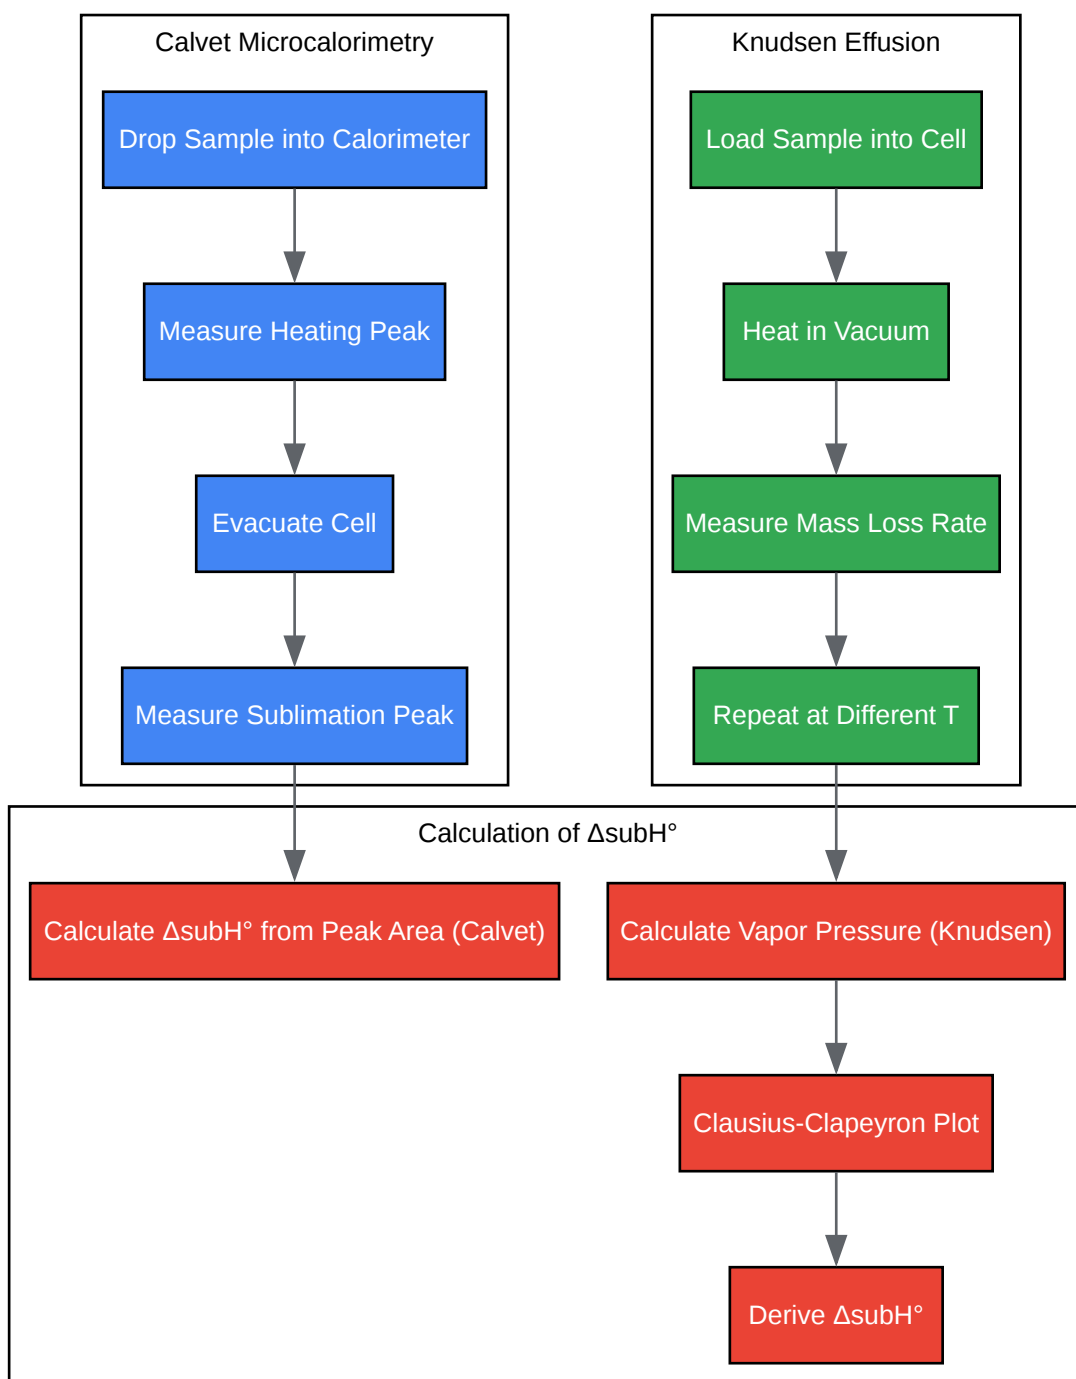 Calvet Microcalorimetry
Drop Sample into Calorimeter
Measure Heating Peak
Evacuate Cell
Measure Sublimation Peak
Knudsen Effusion
Load Sample into Cell
Heat in Vacuum
Measure Mass Loss Rate
Repeat at Different T
Calculation of ΔsubH°
Calculate ΔsubH° from Peak Area (Calvet)
Calculate Vapor Pressure (Knudsen)
Clausius-Clapeyron Plot
Derive ΔsubH°